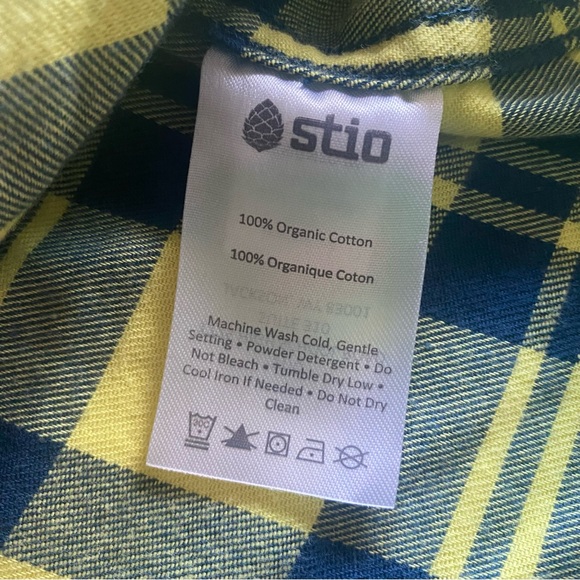 stio
100% Organic Cotton
100% Organique Coton
Machine Wash Cold, Gentle
Setting • Powder Detergent • Do
Not Bleach • Tumble Dry Low •
Cool Iron If Needed • Do Not Dry
Clean